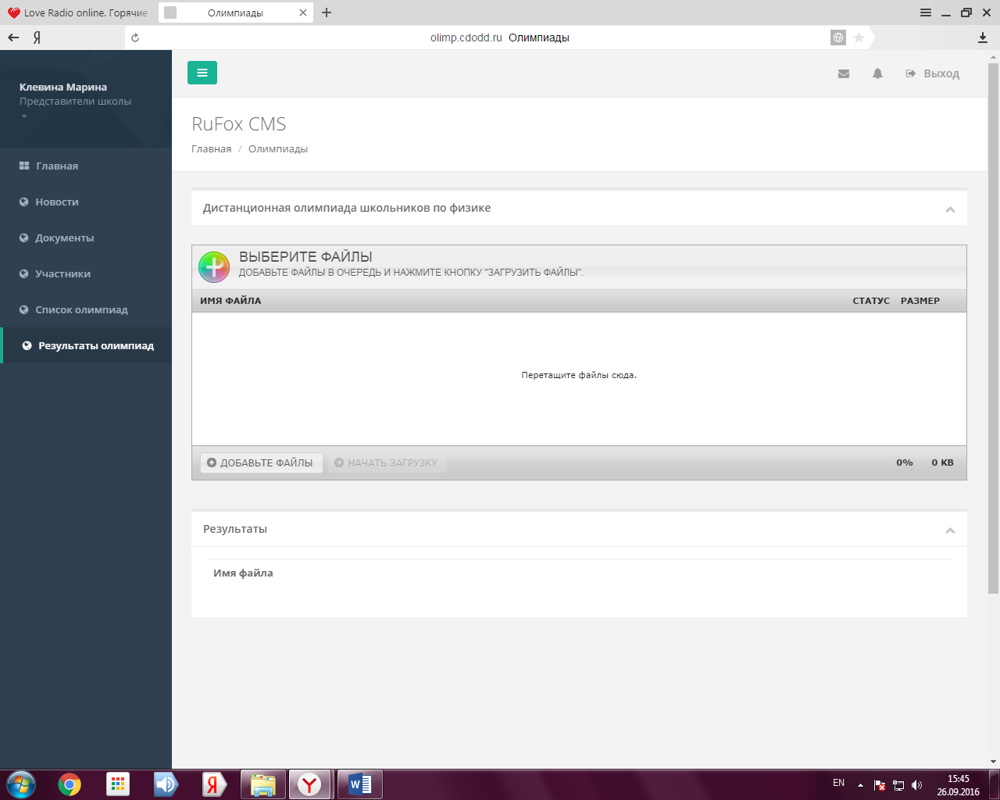 Love Radio online. Горячие
Олимпиады
Я
olimp.cdodd.ru Олимпиады
Клевина Марина
Представители школы
Выход
RuFox CMS
Главная / Олимпиады
Главная
Новости
Документы
Участники
Список олимпиад
Результаты олимпиад
Дистанционная олимпиада школьников по физике
ВЫБЕРИТЕ ФАЙЛЫ
ДОБАВЬТЕ ФАЙЛЫ В ОЧЕРЕДЬ И НАЖМИТЕ КНОПКУ "ЗАГРУЗИТЬ ФАЙЛЫ".
ИМЯ ФАЙЛА СТАТУС РАЗМЕР
Перетащите файлы сюда.
ДОБАВЬТЕ ФАЙЛЫ НАЧАТЬ ЗАГРУЗКУ 0% 0 KB
Результаты
Имя файла
EN
15:45
26.09.2016